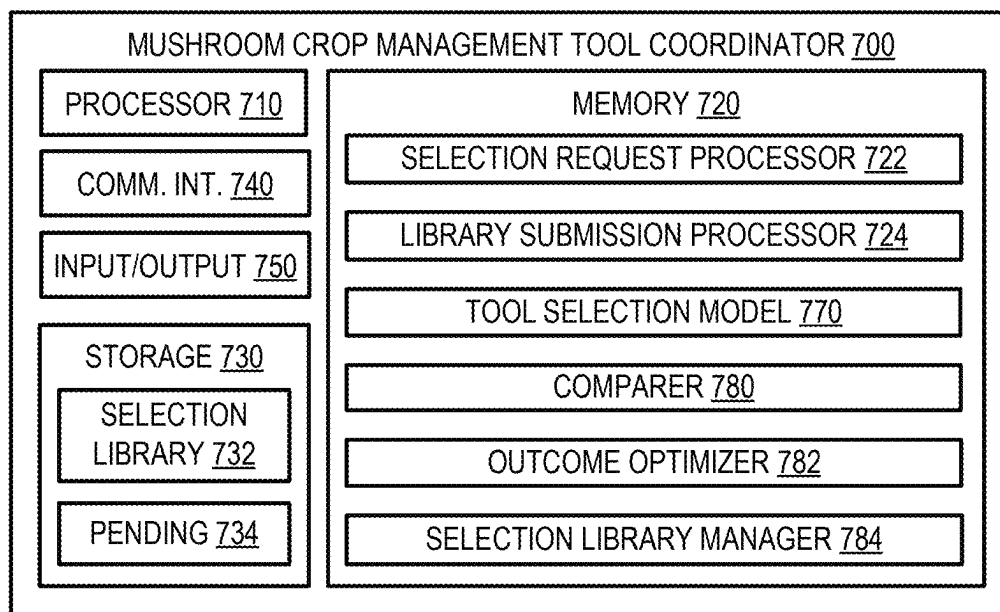 MUSHROOM CROP MANAGEMENT TOOL COORDINATOR 700
PROCESSOR 710
COMM. INT. 740
INPUT/OUTPUT 750
STORAGE 730
SELECTION
LIBRARY 732
PENDING 734
MEMORY 720
SELECTION REQUEST PROCESSOR 722
LIBRARY SUBMISSION PROCESSOR 724
TOOL SELECTION MODEL 770
COMPARER 780
OUTCOME OPTIMIZER 782
SELECTION LIBRARY MANAGER 784